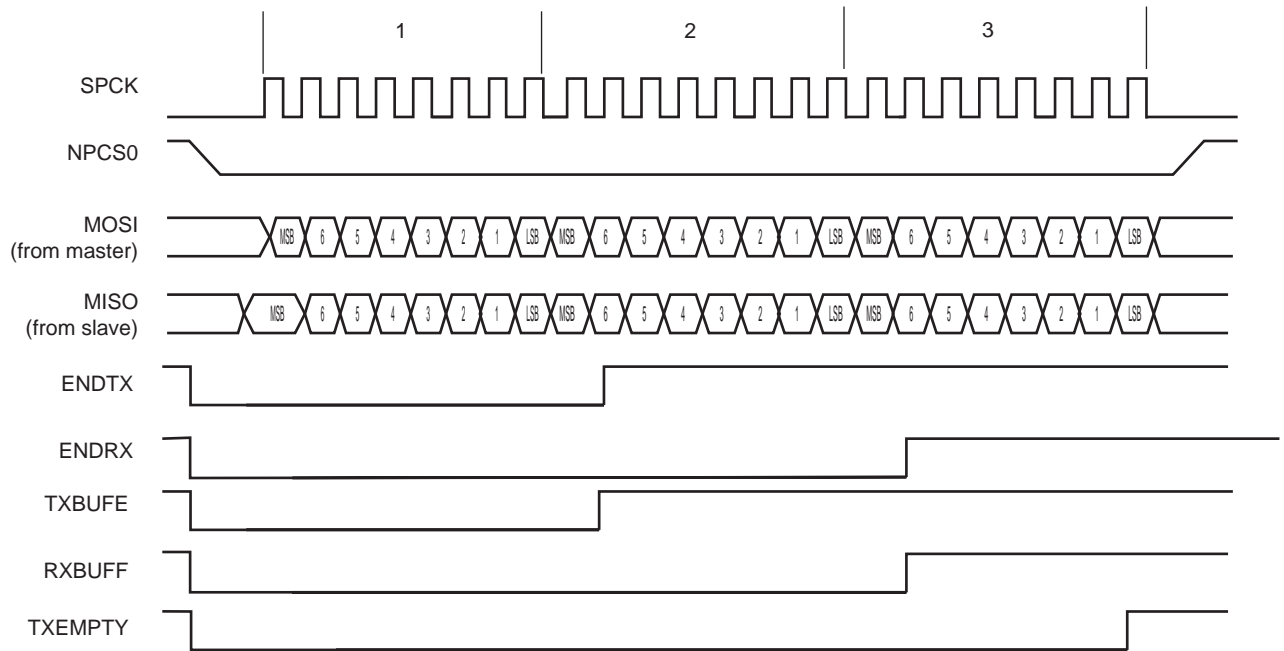 1 2 3
SPCK
NPCS0
MOSI
(from master)
MSB 6 5 4 3 2 1 LSB MSB 6 5 4 3 2 1 LSB MSB 6 5 4 3 2 1 LSB
MISO
(from slave)
MSB 6 5 4 3 2 1 LSB MSB 6 5 4 3 2 1 LSB MSB 6 5 4 3 2 1 LSB
ENDTX
ENDRX
TXBUFE
RXBUFF
TXEMPTY